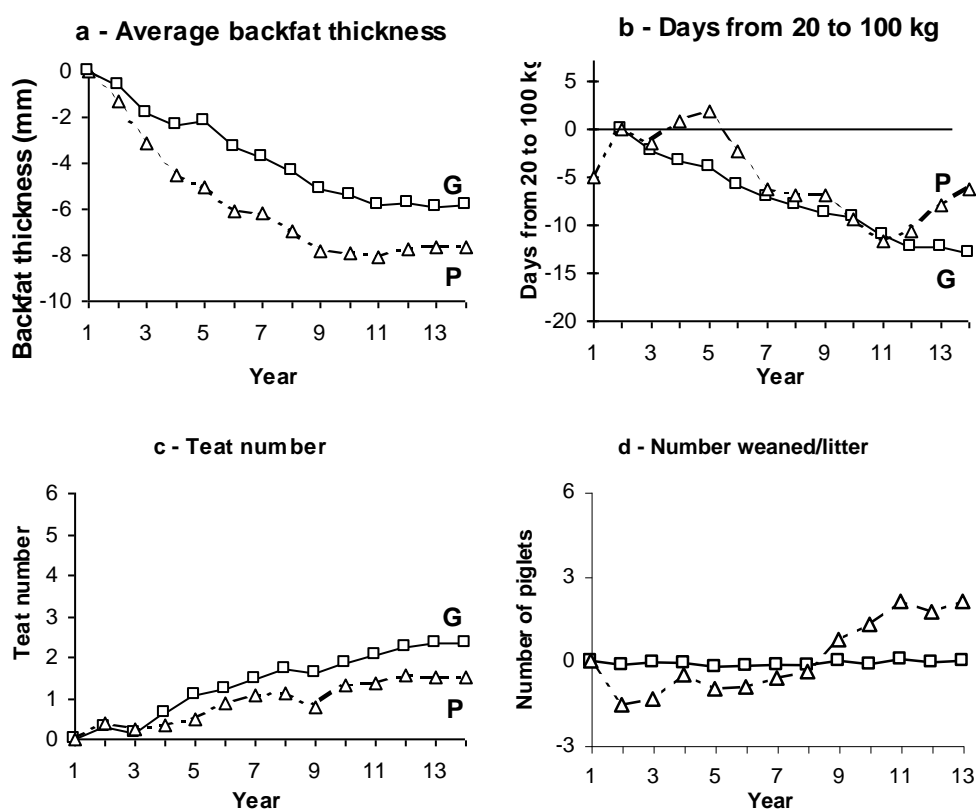 a - Average backfat thickness
Backfat thickness (mm)
0
-2
-4
-6
-8
-10
G
P
1 3 5 7 9 11 13
Year
b - Days from 20 to 100 kg
Days from 20 to 100 kg
5
0
-5
-10
-15
-20
P
G
1 3 5 7 9 11 13
Year
c - Teat number
Teat number
6
5
4
3
2
1
0
G
P
1 3 5 7 9 11 13
Year
d - Number weaned/litter
Number of piglets
6
3
0
-3
1 3 5 7 9 11 13
Year